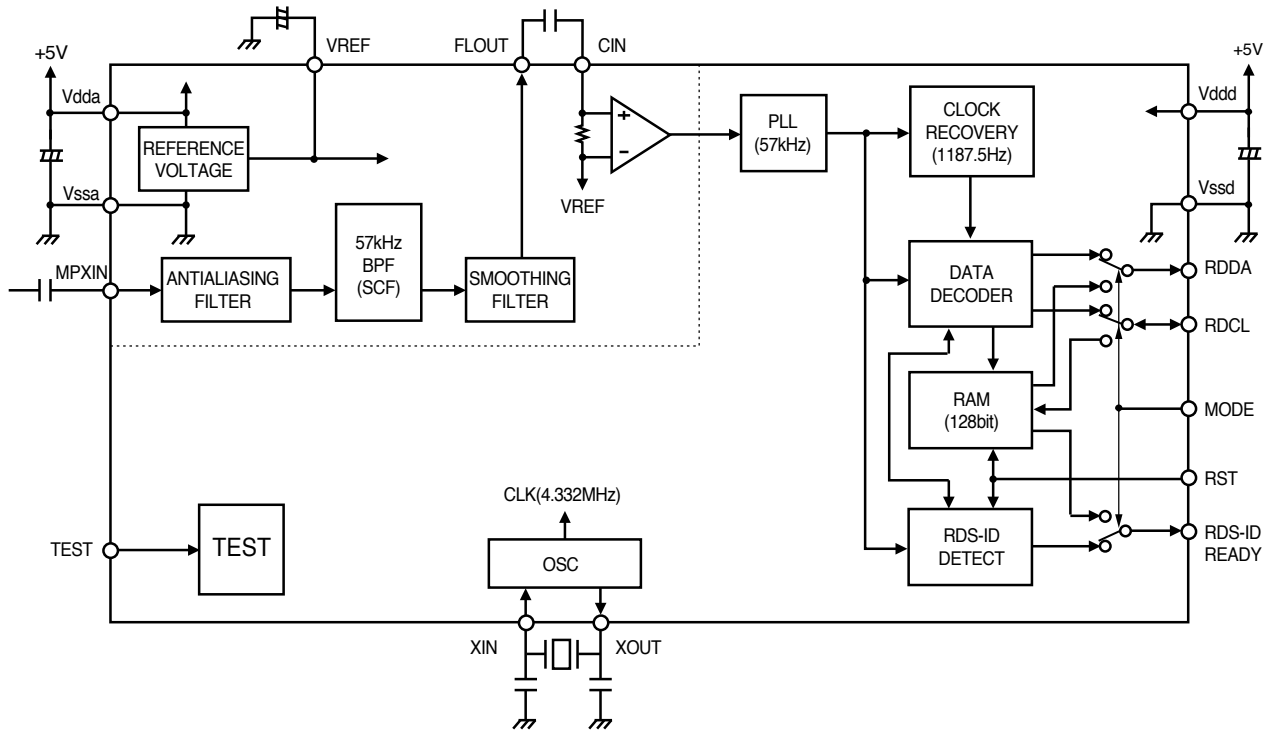 +5V
VREF
FLOUT
CIN
+5V
Vdda
Vddd
REFERENCE
VOLTAGE
+
−
PLL
(57kHz)
CLOCK
RECOVERY
(1187.5Hz)
Vssa
Vssd
VREF
MPXIN
ANTIALIASING
FILTER
57kHz
BPF
(SCF)
SMOOTHING
FILTER
DATA
DECODER
RDDA
RDCL
RAM
(128bit)
MODE
RST
CLK(4.332MHz)
TEST
TEST
OSC
RDS-ID
DETECT
RDS-ID
READY
XIN
XOUT